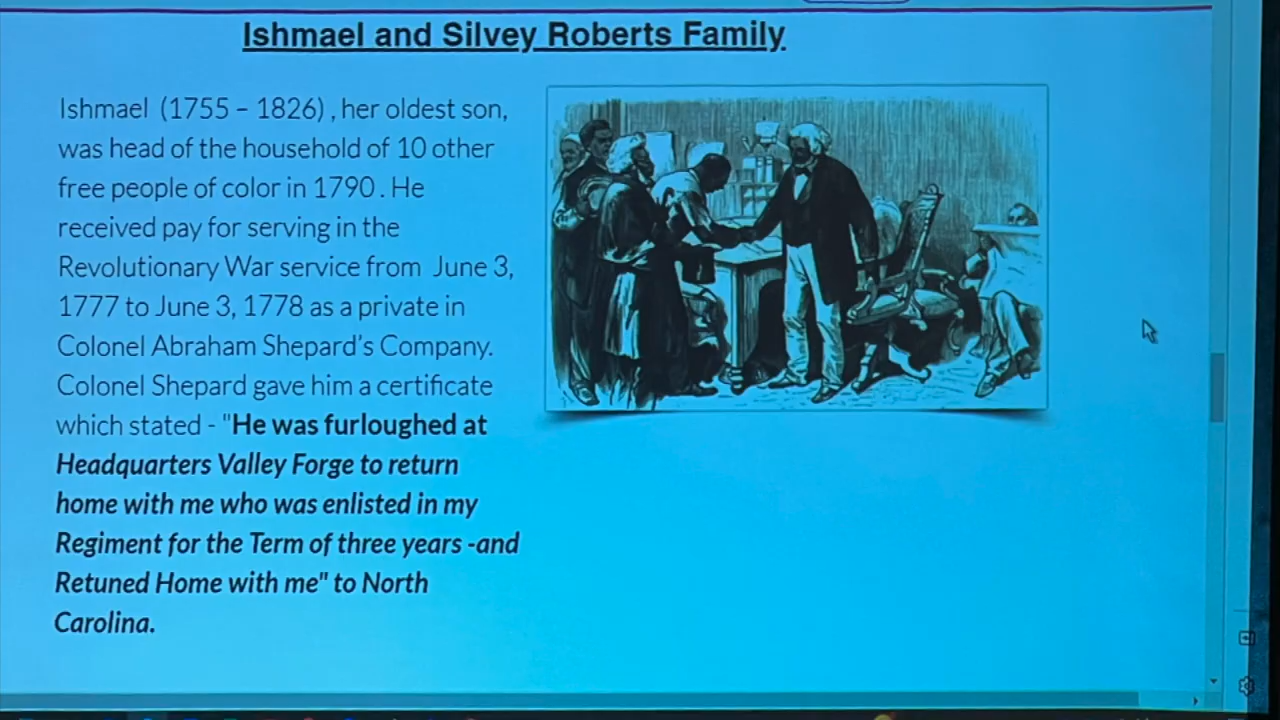 Ishmael and Silvey Roberts Family
Ishmael (1755 – 1826) , her oldest son,
was head of the household of 10 other
free people of color in 1790 . He
received pay for serving in the
Revolutionary War service from June 3,
1777 to June 3, 1778 as a private in
Colonel Abraham Shepard's Company.
Colonel Shepard gave him a certificate
which stated - "He was furloughed at
Headquarters Valley Forge to return
home with me who was enlisted in my
Regiment for the Term of three years -and
Retuned Home with me" to North
Carolina.